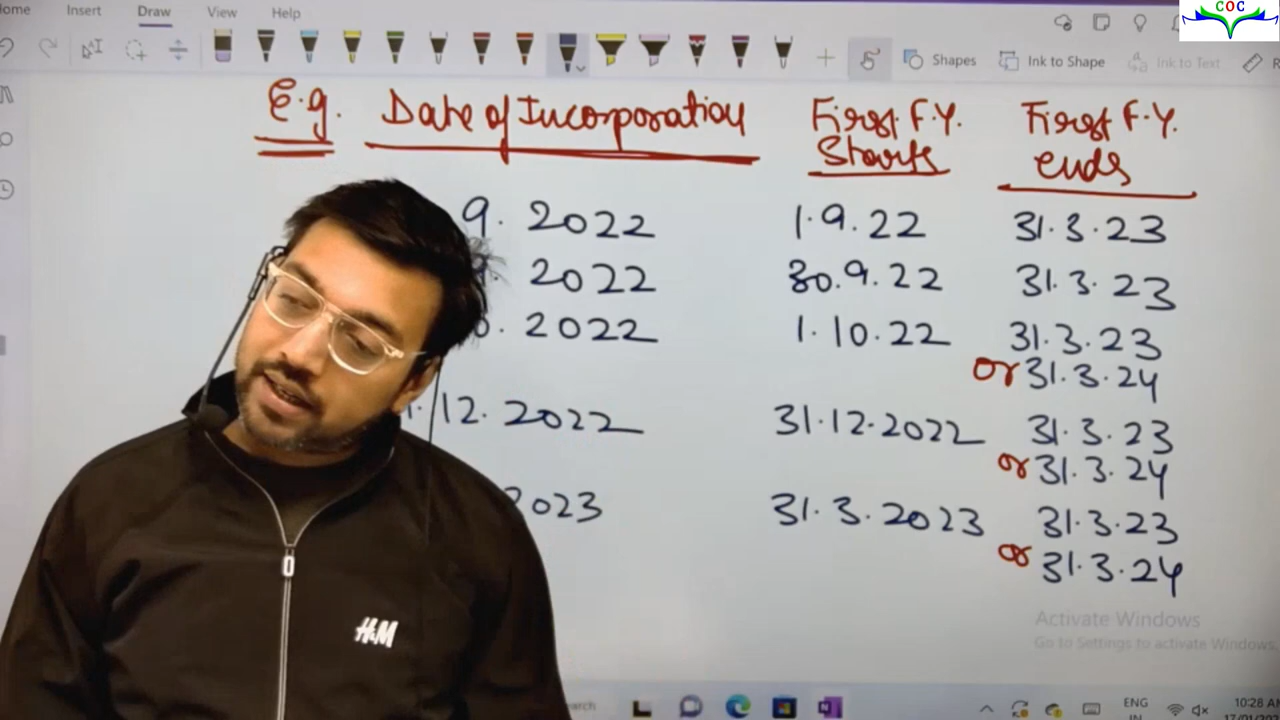 Home Insert Draw View Help
COC
Shapes Ink to Shape Ink to Text
E.g. Date of Incorporation First F.Y. Starts First F.Y. ends
9. 2022 1.9.22 31.3.23
9. 2022 30.9.22 31.3.23
2022 1.10.22 31.3.23
or 31.3.24
12.2022 31.12.2022 31.3.23
or 31.3.24
2023 31.3.2023 31.3.23
or 31.3.24
H&M
Activate Windows
Go to Settings to activate Windows.
ENG
IN
10:28 AM